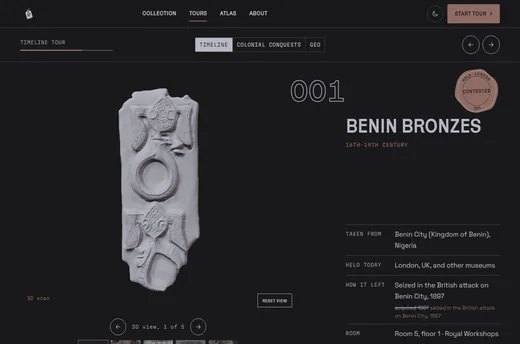 COLLECTION TOURS ATLAS ABOUT
START TOUR ›
TIMELINE TOUR
TIMELINE COLONIAL CONQUESTS GEO
001
CONTESTED
BENIN BRONZES
16TH-19TH CENTURY
TAKEN FROM Benin City (Kingdom of Benin),
Nigeria
HELD TODAY London, UK, and other museums
HOW IT LEFT Seized in the British attack on
Benin City, 1897
acquired 1897 seized in the British attack
on Benin City, 1897
3D scan
RESET VIEW
3D view, 1 of 5
ROOM Room 5, floor 1 · Royal Workshops